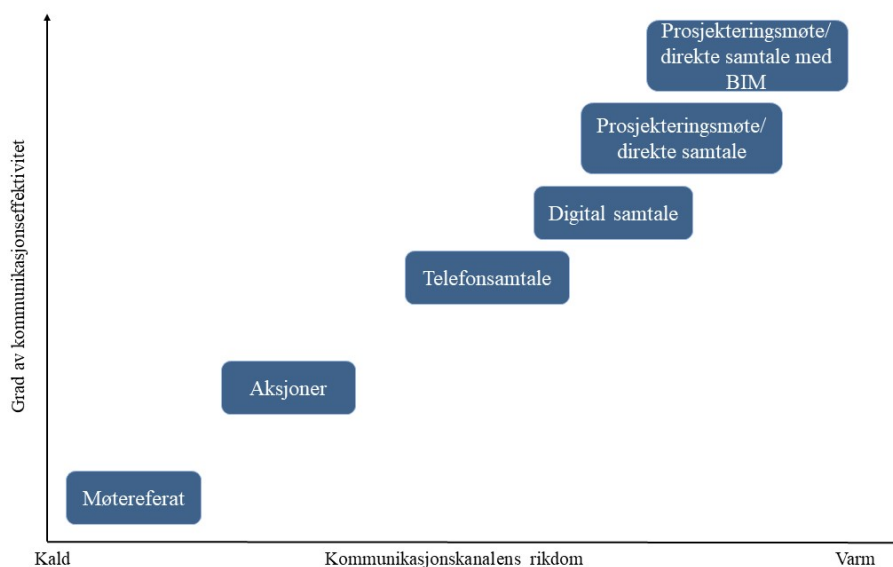 Prosjekteringsmøte/
direkte samtale med
BIM
Prosjekteringsmøte/
direkte samtale
Digital samtale
Telefonsamtale
Aksjoner
Møtereferat
Grad av kommunikasjonseffektivitet
Kald
Kommunikasjonskanalens rikdom
Varm